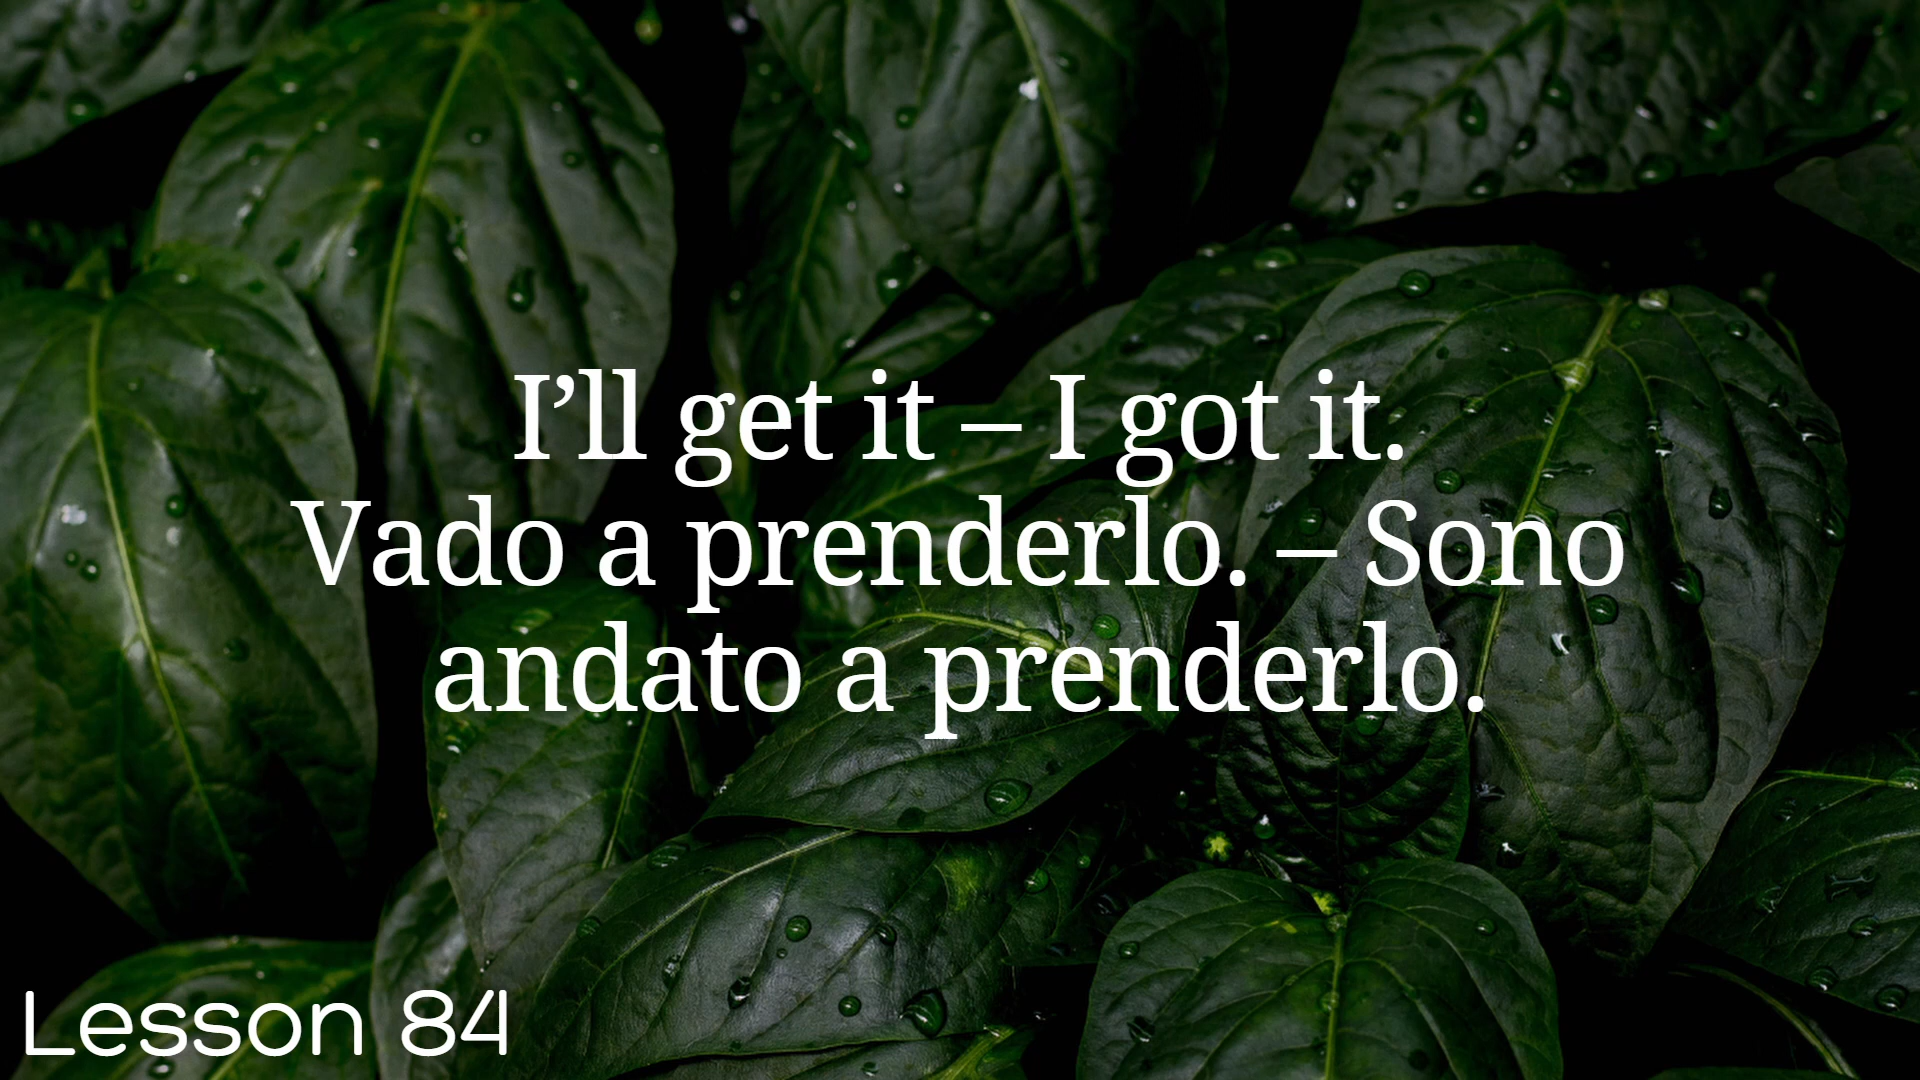 I’ll get it – I got it.
Vado a prenderlo. – Sono
andato a prenderlo.
Lesson 84